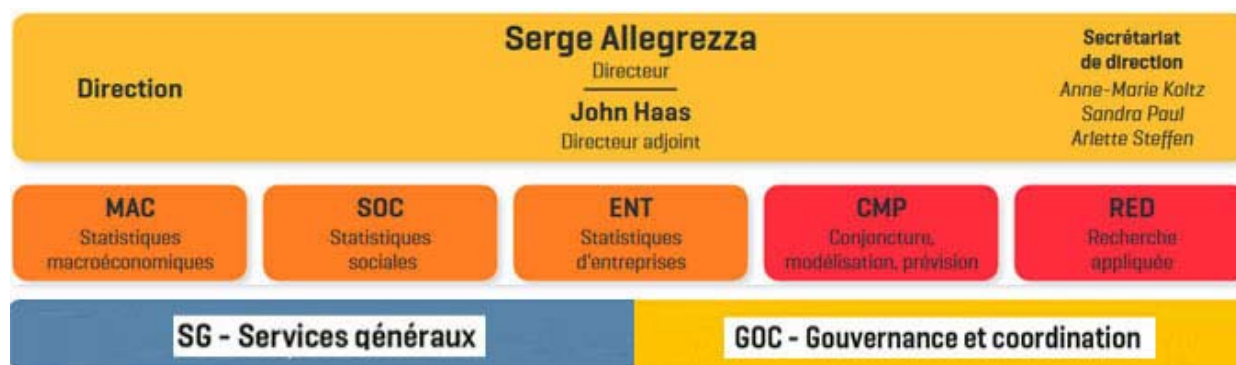 Direction
Serge Allegrezza
Directeur
John Haas
Directeur adjoint
Secrétariat
de direction
Anne-Marie Koltz
Sandra Paul
Arlette Steffen
MAC
Statistiques
macroéconomiques
SOC
Statistiques
sociales
ENT
Statistiques
d'entreprises
CMP
Conjoncture,
modélisation, prévision
RED
Recherche
appliquée
SG - Services généraux
GOC - Gouvernance et coordination